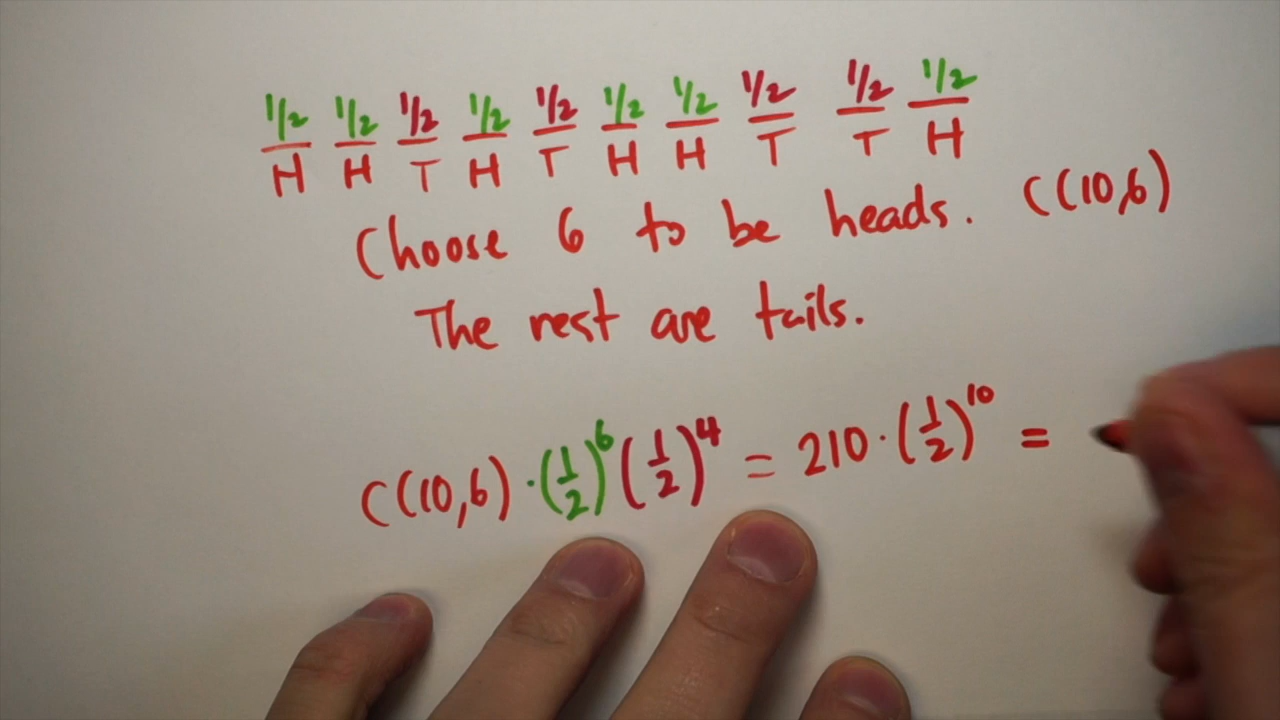 1/2 1/2 1/2 1/2 1/2 1/2 1/2 1/2 1/2 1/2
H H T H T H H T T H
Choose 6 to be heads. C(10,6)
The rest are tails.
C(10,6) · (1/2)^6 (1/2)^4 = 210 · (1/2)^10 =